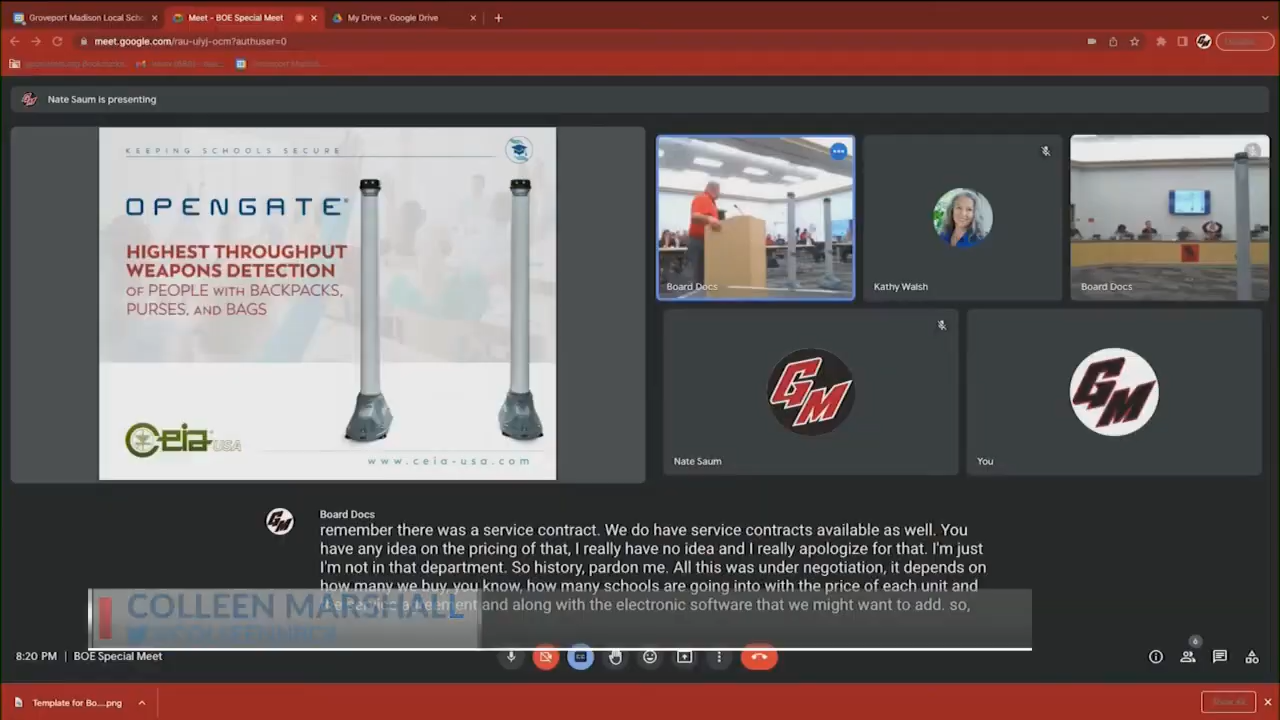 Groveport Madison Local Scho
Meet - BOE Special Meet
My Drive - Google Drive
meet.google.com/rau-ulyj-ocm?authuser=0
Nate Saum is presenting
KEEPING SCHOOLS SECURE
OPENGATE®
HIGHEST THROUGHPUT
WEAPONS DETECTION
OF PEOPLE WITH BACKPACKS,
PURSES, AND BAGS
Ceia USA
www.ceia-usa.com
Board Docs
Kathy Walsh
Board Docs
GM
Nate Saum
GM
You
Board Docs
remember there was a service contract. We do have service contracts available as well. You
have any idea on the pricing of that, I really have no idea and I really apologize for that. I'm just
I'm not in that department. So history, pardon me. All this was under negotiation, it depends on
how many we buy, you know, how many schools are going into with the price of each unit and
and along with the electronic software that we might want to add. so,
COLLEEN MARSHALL
8:20 PM | BOE Special Meet
CC
6
Template for Bo....png
Show All